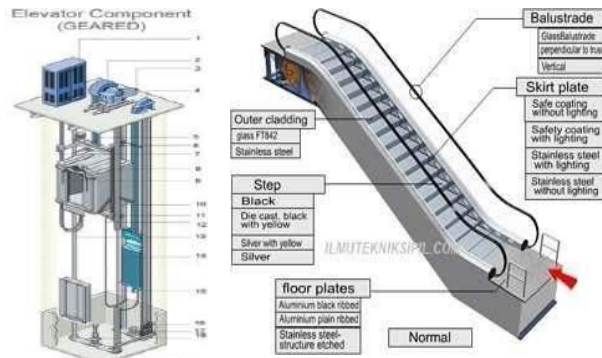 Elevator Component
(GEARED)
1
2
3
4
5
6
7
8
9
10
11
12
13
14
15
16
17
18
Balustrade
GlassBalustrade
perpendicular to trus
Vertical
Skirt plate
Safe coating
without lighting
Safety coating
with lighting
Stainless steel
with lighting
Stainless steel
without lighting
Outer cladding
glass FT842
Stainless steel
Step
Black
Die cast, black
with yellow
Silver with yellow
Silver
ILMUTEKNIKSIPIL.COM
floor plates
Aluminium black ribbed
Aluminium plain ribbed
Stainless steel-
structure etched
Normal